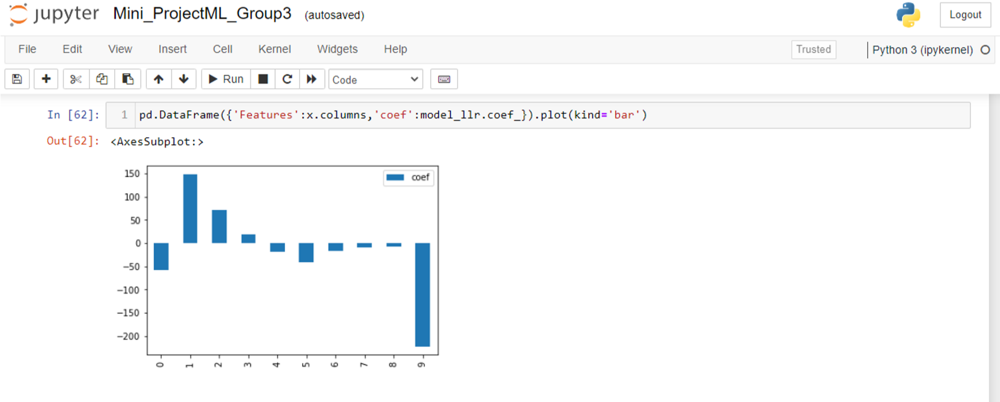 jupyter Mini_ProjectML_Group3 (autosaved) Logout
File Edit View Insert Cell Kernel Widgets Help Trusted Python 3 (ipykernel)
Run Code
In [62]: 1 pd.DataFrame({'Features':x.columns,'coef':model_llr.coef_}).plot(kind='bar')
Out[62]: <AxesSubplot:>
coef
150
100
50
0
−50
−100
−150
−200
0 1 2 3 4 5 6 7 8 9